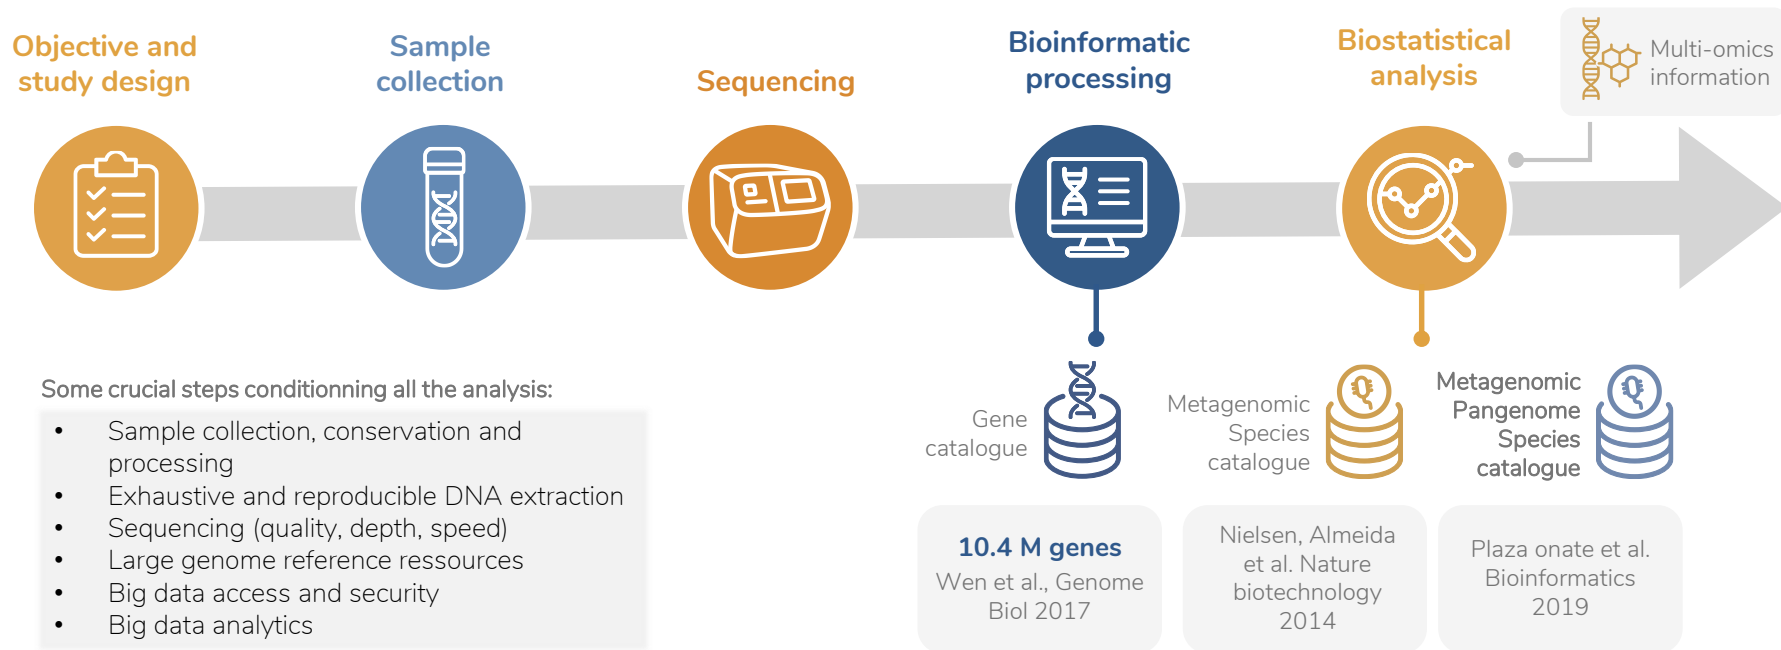 Objective and
study design
Sample
collection
Sequencing
Bioinformatic
processing
Biostatistical
analysis
Multi-omics
information
Some crucial steps conditionning all the analysis:
• Sample collection, conservation and
processing
• Exhaustive and reproducible DNA extraction
• Sequencing (quality, depth, speed)
• Large genome reference ressources
• Big data access and security
• Big data analytics
Gene
catalogue
10.4 M genes
Wen et al., Genome
Biol 2017
Metagenomic
Species
catalogue
Nielsen, Almeida
et al. Nature
biotechnology
2014
Metagenomic
Pangenome
Species
catalogue
Plaza onate et al.
Bioinformatics
2019